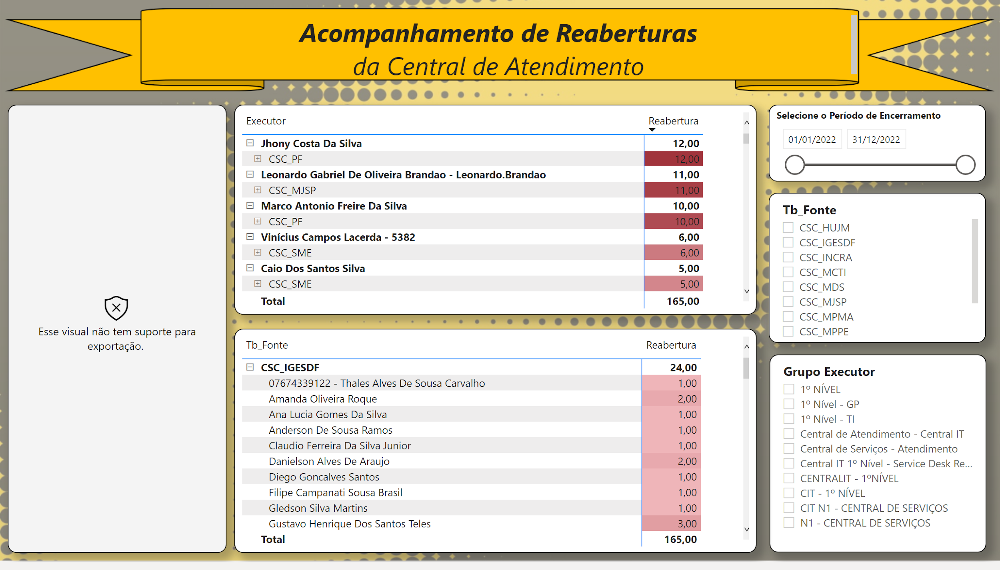 Acompanhamento de Reaberturas
da Central de Atendimento
Esse visual não tem suporte para
exportação.
Executor Reabertura
Jhony Costa Da Silva 12,00
CSC_PF 12,00
Leonardo Gabriel De Oliveira Brandao - Leonardo.Brandao 11,00
CSC_MJSP 11,00
Marco Antonio Freire Da Silva 10,00
CSC_PF 10,00
Vinícius Campos Lacerda - 5382 6,00
CSC_SME 6,00
Caio Dos Santos Silva 5,00
CSC_SME 5,00
Total 165,00
Tb_Fonte Reabertura
CSC_IGESDF 24,00
07674339122 - Thales Alves De Sousa Carvalho 1,00
Amanda Oliveira Roque 2,00
Ana Lucia Gomes Da Silva 1,00
Anderson De Sousa Ramos 1,00
Claudio Ferreira Da Silva Junior 1,00
Danielson Alves De Araujo 2,00
Diego Goncalves Santos 1,00
Filipe Campanati Sousa Brasil 1,00
Gledson Silva Martins 1,00
Gustavo Henrique Dos Santos Teles 3,00
Total 165,00
Selecione o Período de Encerramento
01/01/2022 31/12/2022
Tb_Fonte
CSC_HUJM
CSC_IGESDF
CSC_INCRA
CSC_MCTI
CSC_MDS
CSC_MJSP
CSC_MPMA
CSC_MPPE
Grupo Executor
1º NÍVEL
1º Nível - GP
1º Nível - TI
Central de Atendimento - Central IT
Central de Serviços - Atendimento
Central IT 1º Nível - Service Desk Re...
CENTRALIT - 1ºNÍVEL
CIT - 1º NÍVEL
CIT N1 - CENTRAL DE SERVIÇOS
N1 - CENTRAL DE SERVIÇOS